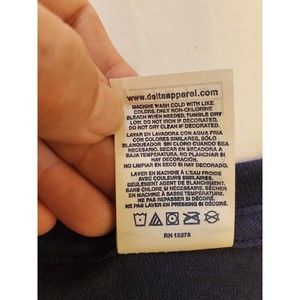 www.deltaapparel.com
MACHINE WASH COLD WITH LIKE
COLORS, ONLY NON-CHLORINE
BLEACH WHEN NEEDED, TUMBLE DRY
LOW, DO NOT IRON IF DECORATED.
DO NOT DRY CLEAN IF DECORATED.
LAVAR EN LAVADORA CON AGUA FRIA
CON COLORES SIMILARES, SÓLO
BLANQUEADOR SIN CLORO CUANDO SEA
NECESARIO. SECAR EN SECADORA A
BAJA TEMPERATURA. NO PLANCHAR SI
HAY DECORACIÓN.
NO LIMPIAR EN SECO SI HAY DECORADO.
LAVER EN MACHINE À L'EAU FROIDE
AVEC COULEURS SIMILAIRES,
SEULEMENT AGENT DE BLANCHIMENT
SANS CHLORE SI NÉCESSAIRE. SÉCHER
EN MACHINE À BASSE TEMPÉRATURE.
NE PAS REPASSER SI DÉCORÉ.
NE PAS LAVER EN PRESSING SI DÉCORÉ.
RN 15273